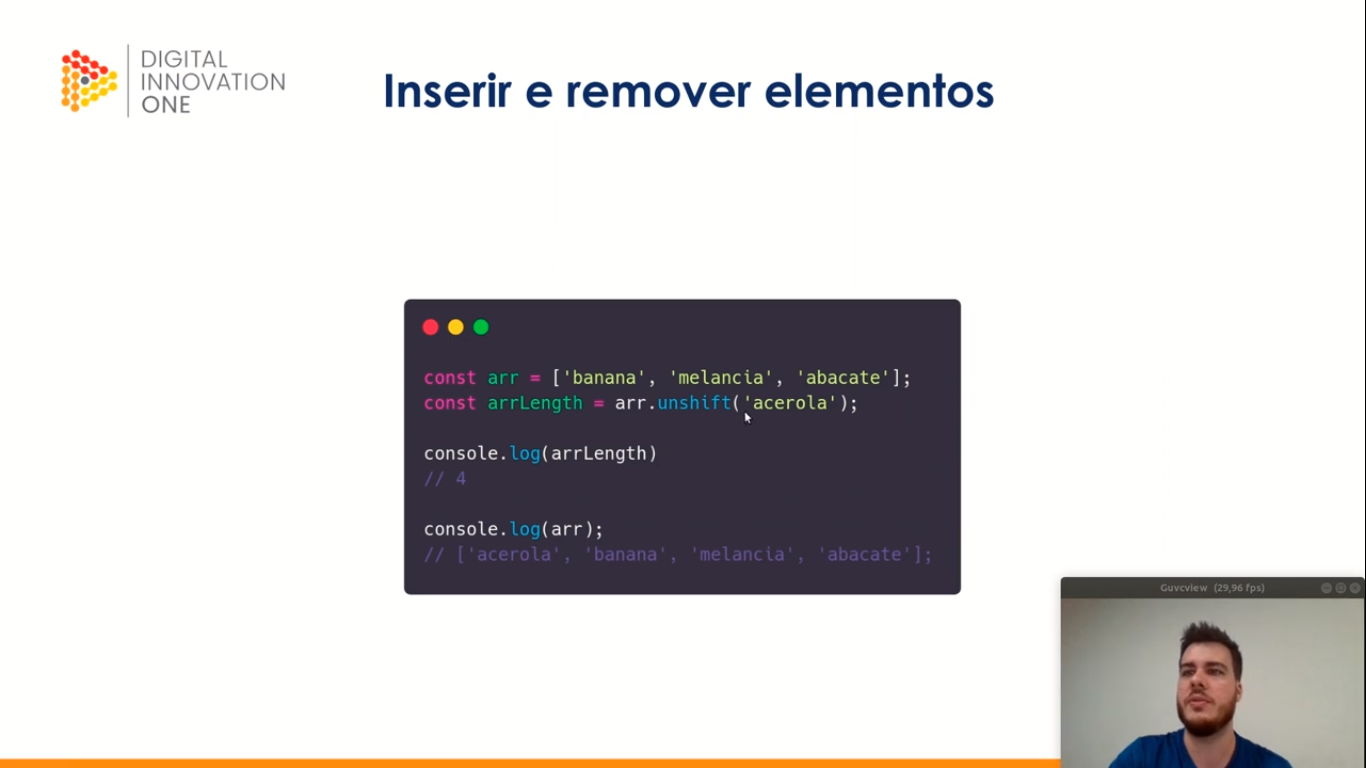 DIGITAL
INNOVATION
ONE
Inserir e remover elementos
const arr = ['banana', 'melancia', 'abacate'];
const arrLength = arr.unshift('acerola');
console.log(arrLength)
// 4
console.log(arr);
// ['acerola', 'banana', 'melancia', 'abacate'];
Guvcview (29,96 fps)